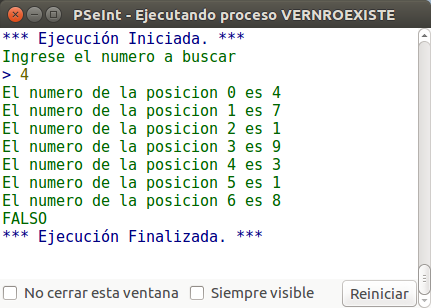 PSeInt - Ejecutando proceso VERNROEXISTE
*** Ejecución Iniciada. ***
Ingrese el numero a buscar
> 4
El numero de la posicion 0 es 4
El numero de la posicion 1 es 7
El numero de la posicion 2 es 1
El numero de la posicion 3 es 9
El numero de la posicion 4 es 3
El numero de la posicion 5 es 1
El numero de la posicion 6 es 8
FALSO
*** Ejecución Finalizada. ***
No cerrar esta ventana
Siempre visible
Reiniciar